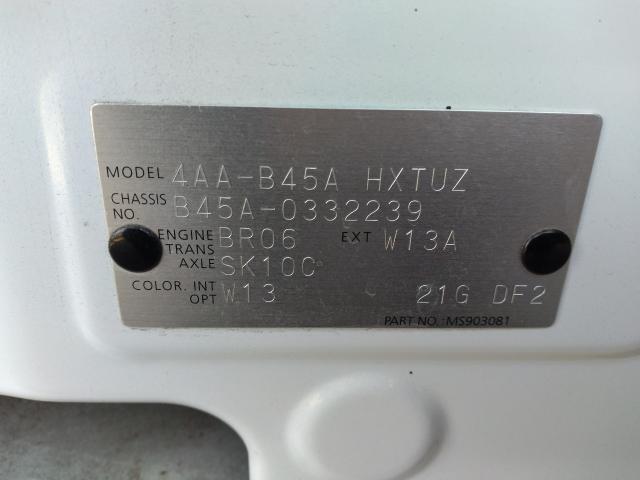 MODEL 4AA-B45A HXTUZ
CHASSIS NO. B45A-0332239
ENGINE BR06 EXT W13A
TRANS AXLE SK10C
COLOR. INT OPT W13 21G DF2
PART NO. : MS903081